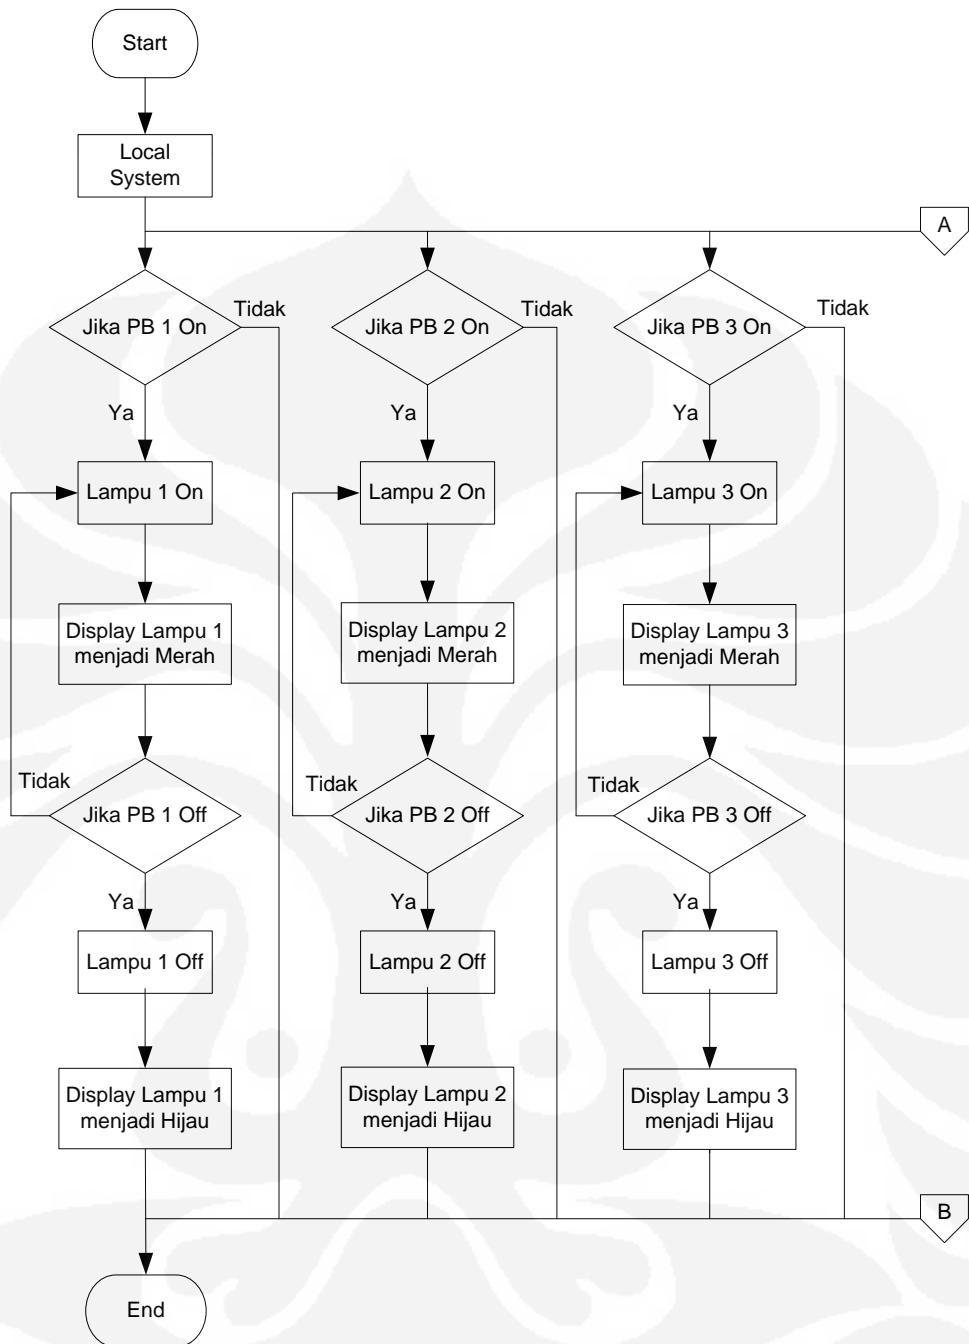 Start
Local
System
A
Jika PB 1 On
Tidak
Jika PB 2 On
Tidak
Jika PB 3 On
Tidak
Ya
Ya
Ya
Lampu 1 On
Lampu 2 On
Lampu 3 On
Display Lampu 1
menjadi Merah
Display Lampu 2
menjadi Merah
Display Lampu 3
menjadi Merah
Tidak
Jika PB 1 Off
Tidak
Jika PB 2 Off
Tidak
Jika PB 3 Off
Ya
Ya
Ya
Lampu 1 Off
Lampu 2 Off
Lampu 3 Off
Display Lampu 1
menjadi Hijau
Display Lampu 2
menjadi Hijau
Display Lampu 3
menjadi Hijau
B
End